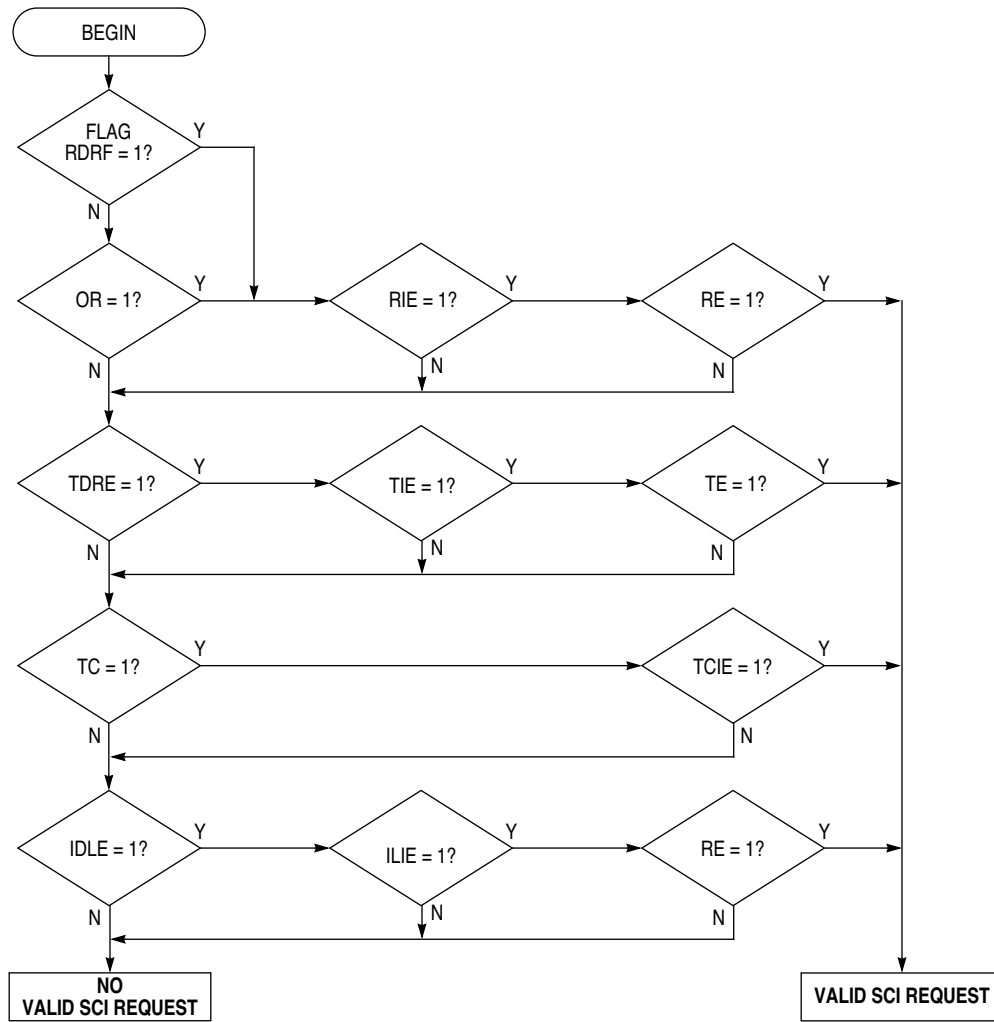 BEGIN
FLAG
RDRF = 1?
Y
N
OR = 1?
Y
N
RIE = 1?
Y
N
RE = 1?
Y
N
TDRE = 1?
Y
N
TIE = 1?
Y
N
TE = 1?
Y
N
TC = 1?
Y
N
TCIE = 1?
Y
N
IDLE = 1?
Y
N
ILIE = 1?
Y
N
RE = 1?
Y
N
NO
VALID SCI REQUEST
VALID SCI REQUEST